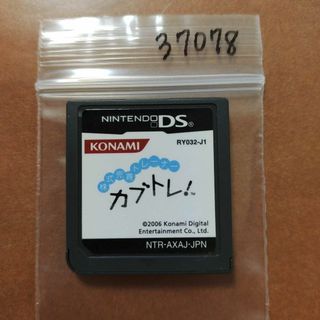 37078
NINTENDO DS
KONAMI
RY032-J1
株式売買トレーナー
カブトレ!™
©2006 Konami Digital
Entertainment Co., Ltd.
NTR-AXAJ-JPN